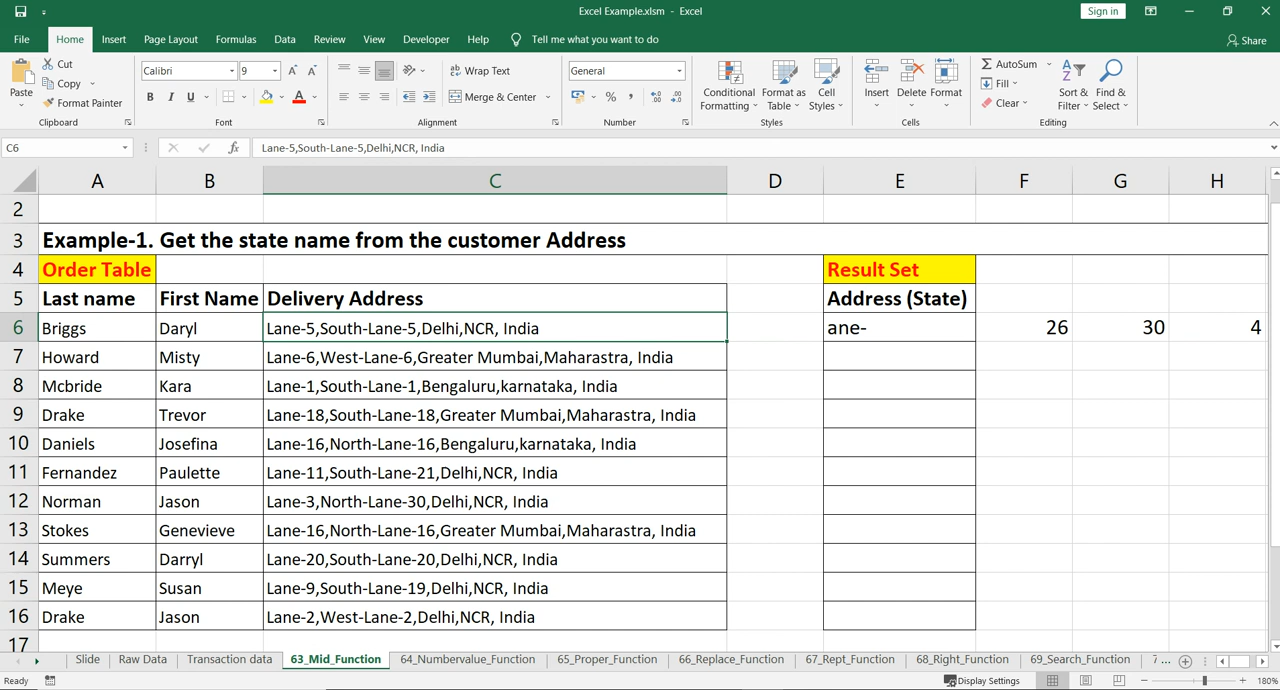 Excel Example.xlsm - Excel
Sign in
File Home Insert Page Layout Formulas Data Review View Developer Help Tell me what you want to do
Share
Paste
Cut
Copy
Format Painter
Clipboard
Calibri 9 A A
B I U A
Font
ab Wrap Text
Merge & Center
Alignment
General
% ,
Number
Conditional Formatting
Format as Table
Cell Styles
Styles
Insert Delete Format
Cells
AutoSum
Fill
Clear
Sort & Filter
Find & Select
Editing
C6 fx Lane-5,South-Lane-5,Delhi,NCR, India
A B C D E F G H
2
3 Example-1. Get the state name from the customer Address
4 Order Table Result Set
5 Last name First Name Delivery Address Address (State)
6 Briggs Daryl Lane-5,South-Lane-5,Delhi,NCR, India ane- 26 30 4
7 Howard Misty Lane-6,West-Lane-6,Greater Mumbai,Maharastra, India
8 Mcbride Kara Lane-1,South-Lane-1,Bengaluru,karnataka, India
9 Drake Trevor Lane-18,South-Lane-18,Greater Mumbai,Maharastra, India
10 Daniels Josefina Lane-16,North-Lane-16,Bengaluru,karnataka, India
11 Fernandez Paulette Lane-11,South-Lane-21,Delhi,NCR, India
12 Norman Jason Lane-3,North-Lane-30,Delhi,NCR, India
13 Stokes Genevieve Lane-16,North-Lane-16,Greater Mumbai,Maharastra, India
14 Summers Darryl Lane-20,South-Lane-20,Delhi,NCR, India
15 Meye Susan Lane-9,South-Lane-19,Delhi,NCR, India
16 Drake Jason Lane-2,West-Lane-2,Delhi,NCR, India
17
Slide Raw Data Transaction data 63_Mid_Function 64_Numbervalue_Function 65_Proper_Function 66_Replace_Function 67_Rept_Function 68_Right_Function 69_Search_Function 7 ...
Ready Display Settings 180%